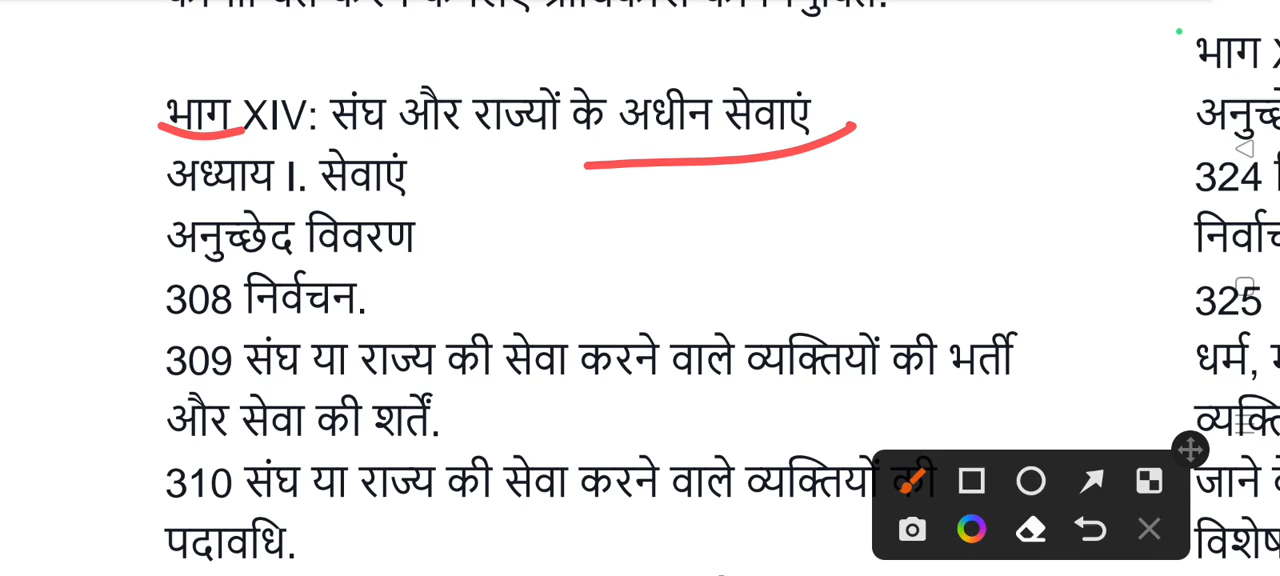 भाग XIV: संघ और राज्यों के अधीन सेवाएं
अध्याय I. सेवाएं
अनुच्छेद विवरण
308 निर्वचन.
309 संघ या राज्य की सेवा करने वाले व्यक्तियों की भर्ती
और सेवा की शर्तें.
310 संघ या राज्य की सेवा करने वाले व्यक्तियों की
पदावधि.
भाग
324
325
धर्म,
जाने